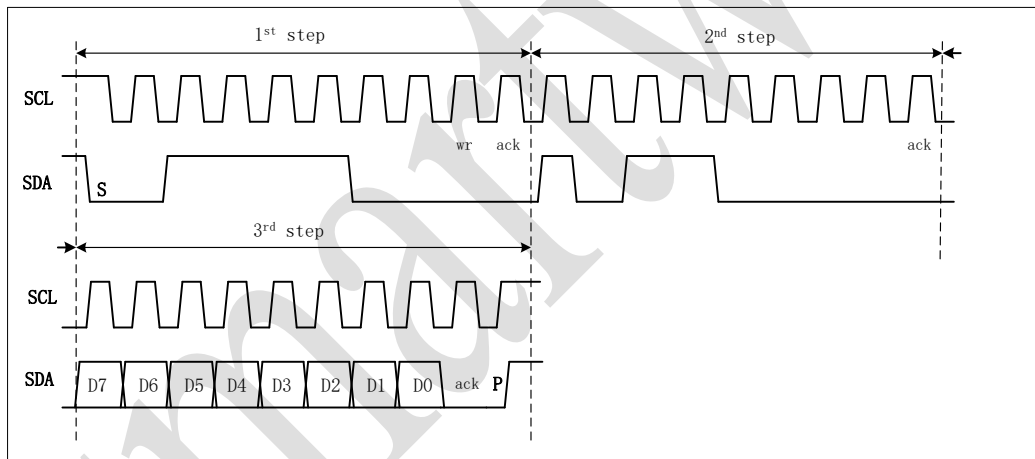 1st step 2nd step
SCL
wr ack ack
SDA S
3rd step
SCL
SDA D7 D6 D5 D4 D3 D2 D1 D0 ack P